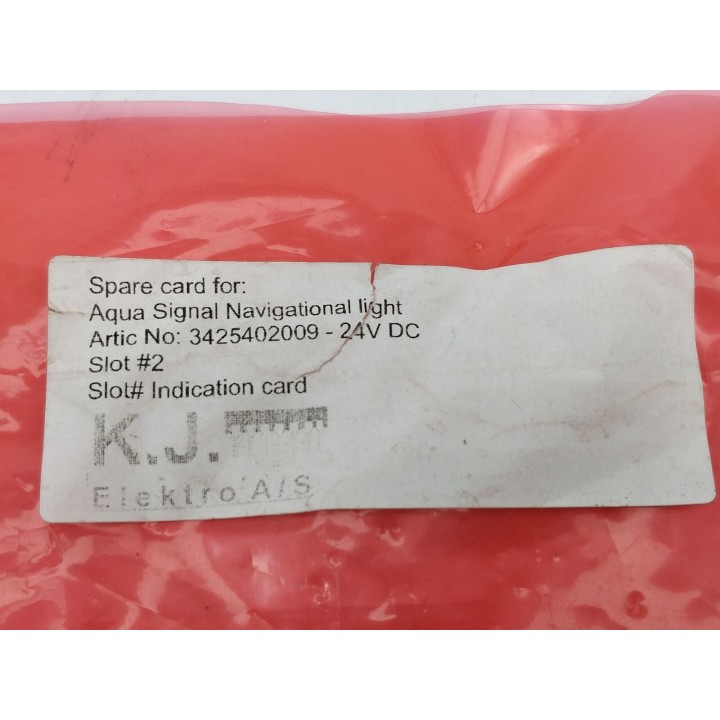 Spare card for:
Aqua Signal Navigational light
Artic No: 3425402009 - 24V DC
Slot #2
Slot# Indication card
K.J.
Elektro A/S